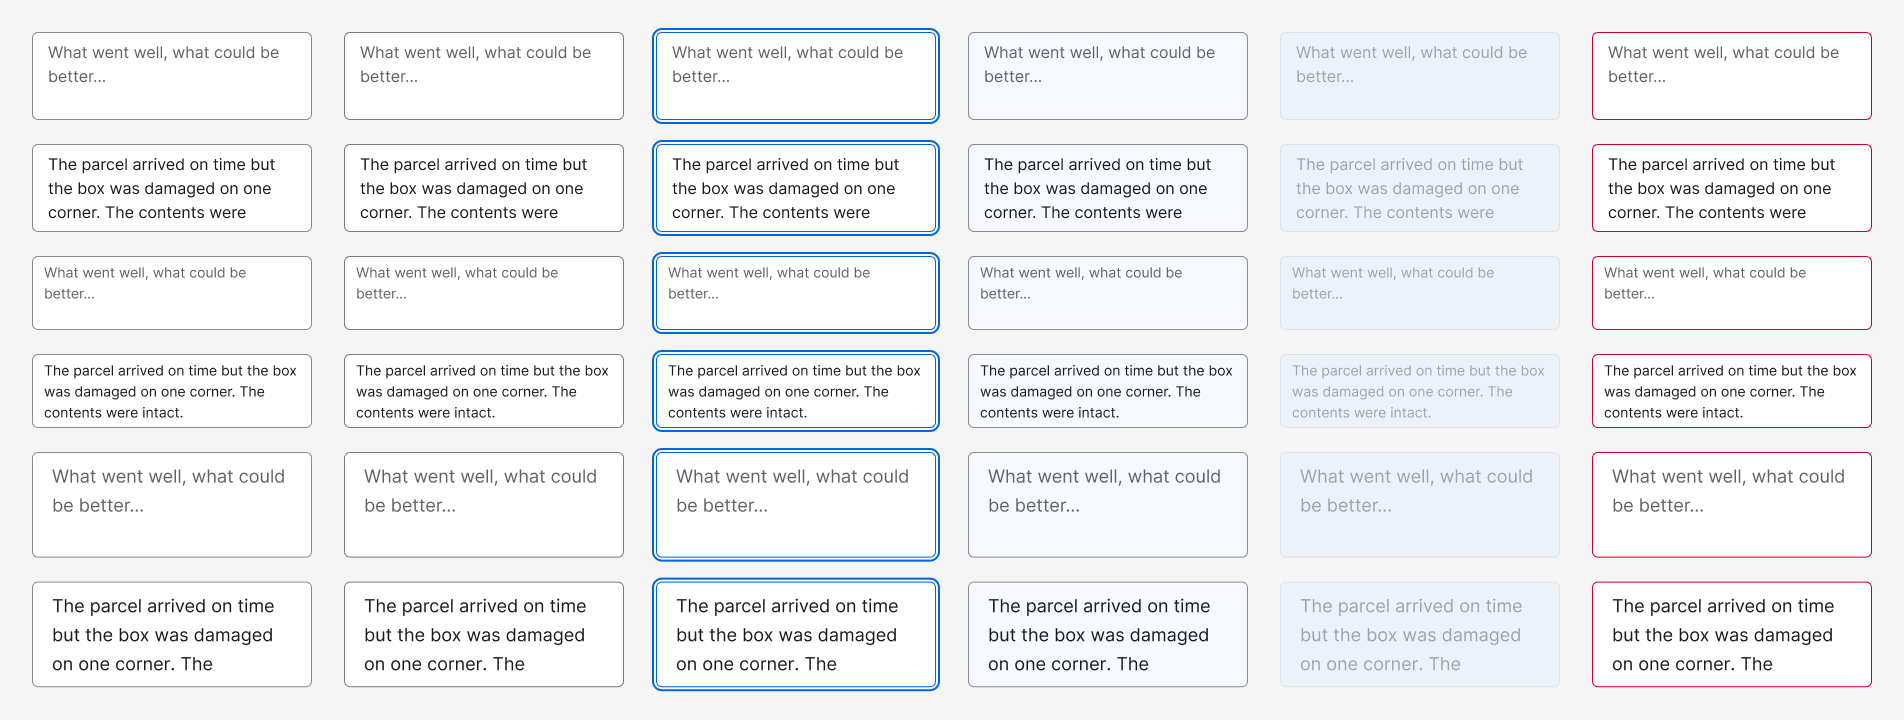 What went well, what could be
better...
What went well, what could be
better...
What went well, what could be
better...
What went well, what could be
better...
What went well, what could be
better...
What went well, what could be
better...
The parcel arrived on time but
the box was damaged on one
corner. The contents were
The parcel arrived on time but
the box was damaged on one
corner. The contents were
The parcel arrived on time but
the box was damaged on one
corner. The contents were
The parcel arrived on time but
the box was damaged on one
corner. The contents were
The parcel arrived on time but
the box was damaged on one
corner. The contents were
The parcel arrived on time but
the box was damaged on one
corner. The contents were
What went well, what could be
better...
What went well, what could be
better...
What went well, what could be
better...
What went well, what could be
better...
What went well, what could be
better...
What went well, what could be
better...
The parcel arrived on time but the box
was damaged on one corner. The
contents were intact.
The parcel arrived on time but the box
was damaged on one corner. The
contents were intact.
The parcel arrived on time but the box
was damaged on one corner. The
contents were intact.
The parcel arrived on time but the box
was damaged on one corner. The
contents were intact.
The parcel arrived on time but the box
was damaged on one corner. The
contents were intact.
The parcel arrived on time but the box
was damaged on one corner. The
contents were intact.
What went well, what could
be better...
What went well, what could
be better...
What went well, what could
be better...
What went well, what could
be better...
What went well, what could
be better...
What went well, what could
be better...
The parcel arrived on time
but the box was damaged
on one corner. The
The parcel arrived on time
but the box was damaged
on one corner. The
The parcel arrived on time
but the box was damaged
on one corner. The
The parcel arrived on time
but the box was damaged
on one corner. The
The parcel arrived on time
but the box was damaged
on one corner. The
The parcel arrived on time
but the box was damaged
on one corner. The